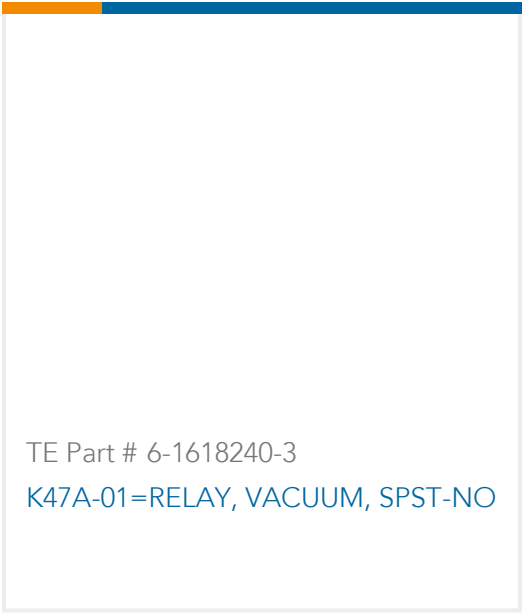 TE Part # 6-1618240-3
K47A-01=RELAY, VACUUM, SPST-NO